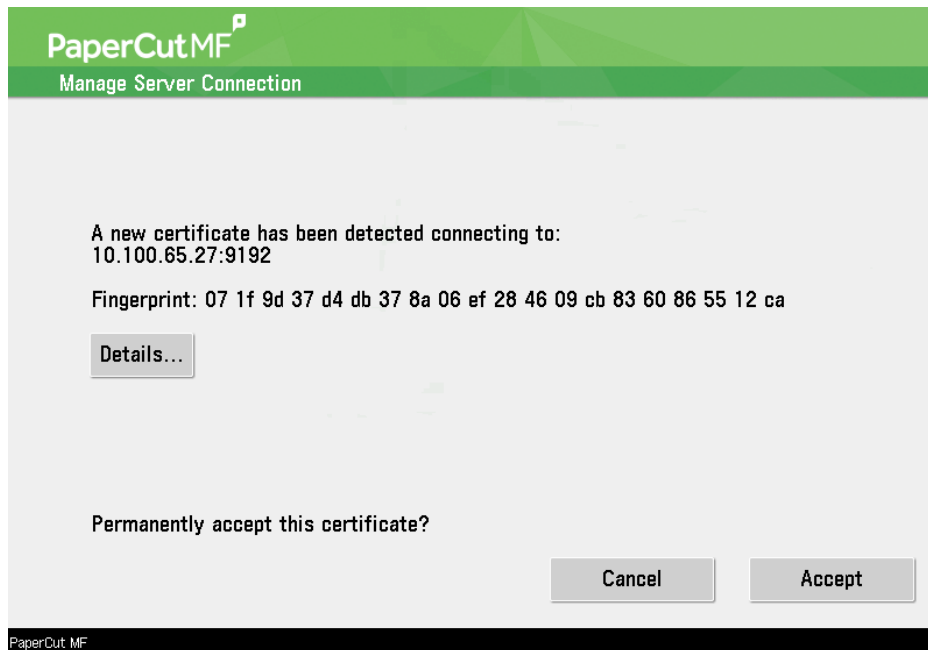 PaperCut MF
Manage Server Connection
A new certificate has been detected connecting to:
10.100.65.27:9192
Fingerprint: 07 1f 9d 37 d4 db 37 8a 06 ef 28 46 09 cb 83 60 86 55 12 ca
Details...
Permanently accept this certificate?
Cancel
Accept
PaperCut MF